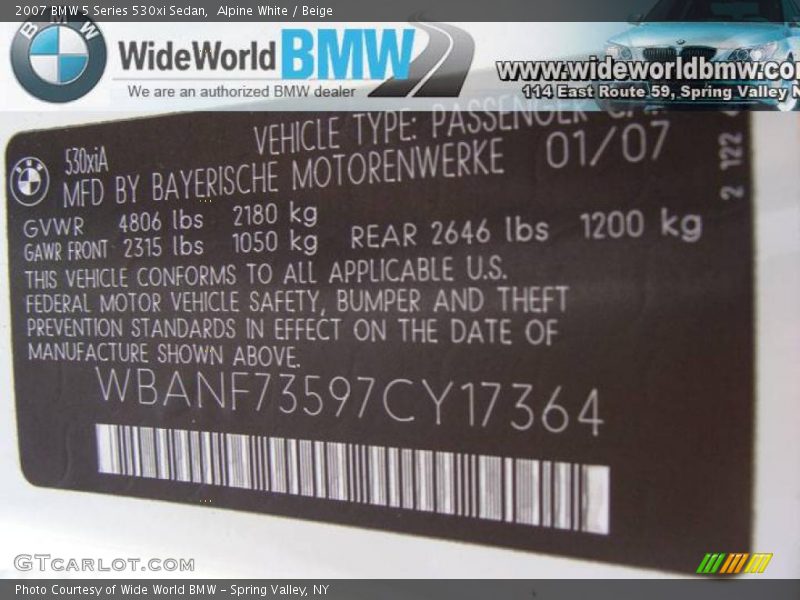 2007 BMW 5 Series 530xi Sedan,  Alpine White / Beige
BMW
WideWorld BMW
We are an authorized BMW dealer
www.wideworldbmw.co
114 East Route 59, Spring Valley N
530xiA
VEHICLE TYPE: PASSENGER CAR
MFD BY BAYERISCHE MOTORENWERKE 01/07
GVWR 4806 lbs 2180 kg
GAWR FRONT 2315 lbs 1050 kg REAR 2646 lbs 1200 kg
2 122
THIS VEHICLE CONFORMS TO ALL APPLICABLE U.S.
FEDERAL MOTOR VEHICLE SAFETY, BUMPER AND THEFT
PREVENTION STANDARDS IN EFFECT ON THE DATE OF
MANUFACTURE SHOWN ABOVE.
WBANF73597CY17364
GTCARLOT.COM
Photo Courtesy of Wide World BMW - Spring Valley, NY